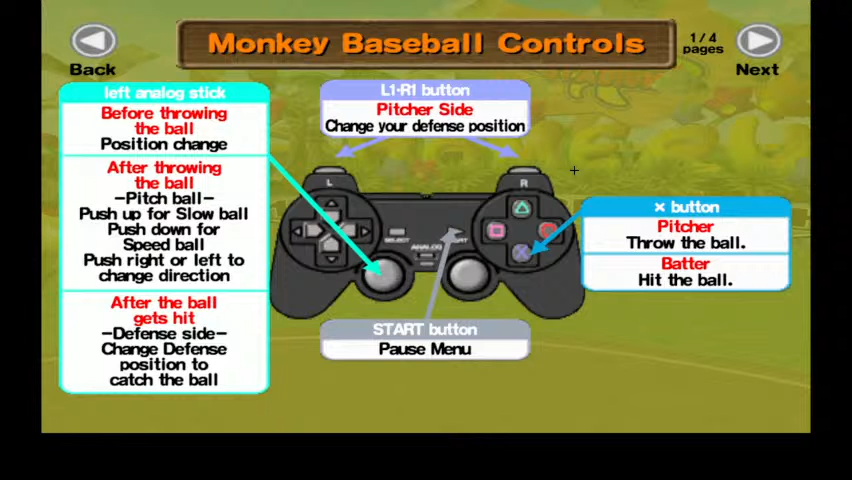 Monkey Baseball Controls
1/4
pages
Back
Next
left analog stick
Before throwing
the ball
Position change
After throwing
the ball
-Pitch ball-
Push up for Slow ball
Push down for
Speed ball
Push right or left to
change direction
After the ball
gets hit
-Defense side-
Change Defense
position to
catch the ball
L1·R1 button
Pitcher Side
Change your defense position
L
R
SELECT
ANALOG
× button
Pitcher
Throw the ball.
Batter
Hit the ball.
START button
Pause Menu